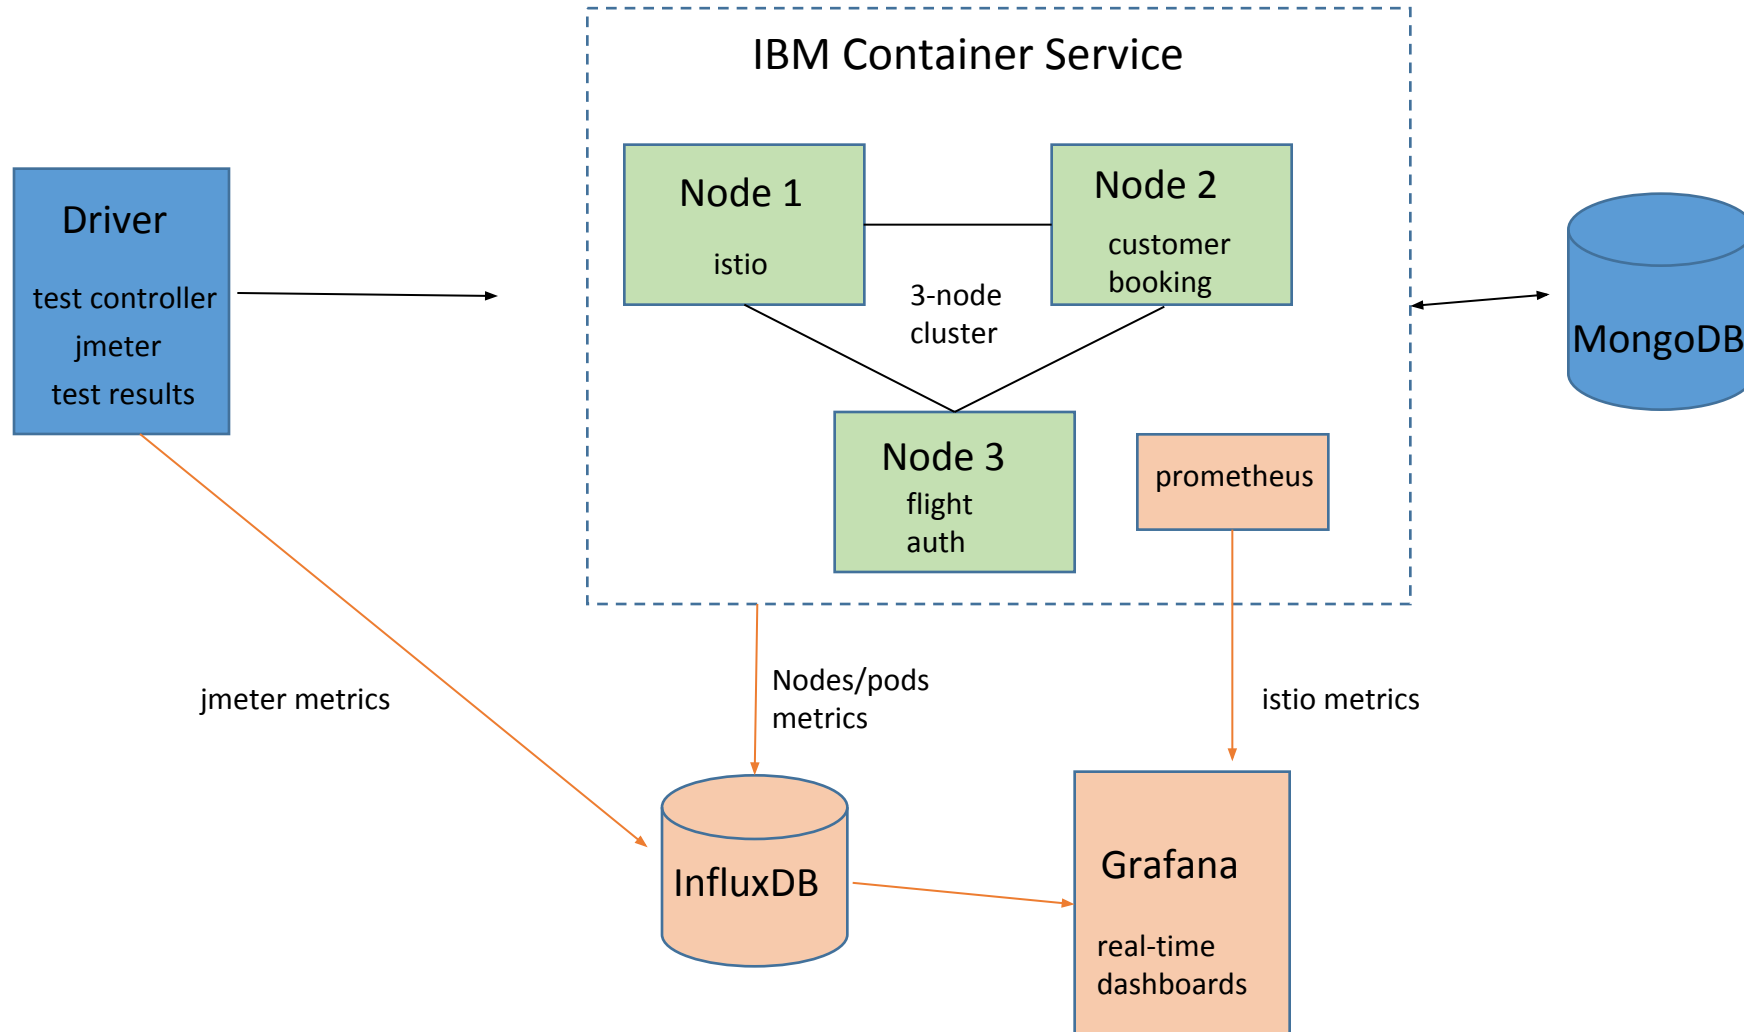 IBM Container Service
Driver
test controller
jmeter
test results
Node 1
istio
Node 2
customer
booking
3-node
cluster
Node 3
flight
auth
prometheus
MongoDB
jmeter metrics
Nodes/pods
metrics
istio metrics
InfluxDB
Grafana
real-time
dashboards